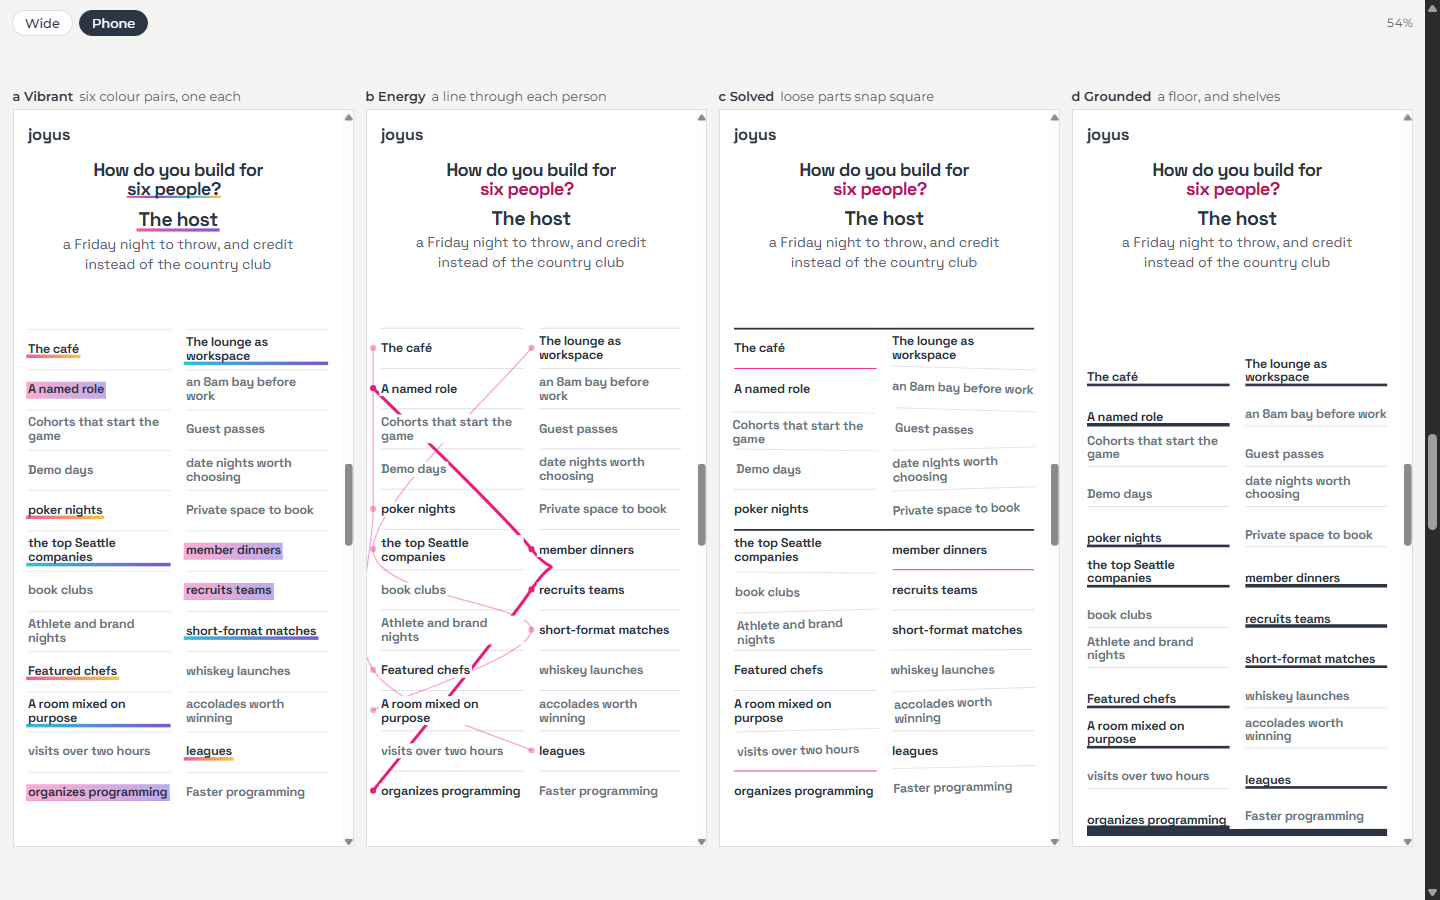 Wide Phone 54%
a Vibrant six colour pairs, one each
joyus
How do you build for
six people?
The host
a Friday night to throw, and credit
instead of the country club
The café
The lounge as
workspace
A named role
an 8am bay before
work
Cohorts that start the
game
Guest passes
Demo days
date nights worth
choosing
poker nights
Private space to book
the top Seattle
companies
member dinners
book clubs
recruits teams
Athlete and brand
nights
short-format matches
Featured chefs
whiskey launches
A room mixed on
purpose
accolades worth
winning
visits over two hours
leagues
organizes programming
Faster programming
b Energy a line through each person
joyus
How do you build for
six people?
The host
a Friday night to throw, and credit
instead of the country club
The café
The lounge as
workspace
A named role
an 8am bay before
work
Cohorts that start the
game
Guest passes
Demo days
date nights worth
choosing
poker nights
Private space to book
the top Seattle
companies
member dinners
book clubs
recruits teams
Athlete and brand
nights
short-format matches
Featured chefs
whiskey launches
A room mixed on
purpose
accolades worth
winning
visits over two hours
leagues
organizes programming
Faster programming
c Solved loose parts snap square
joyus
How do you build for
six people?
The host
a Friday night to throw, and credit
instead of the country club
The café
The lounge as
workspace
A named role
an 8am bay before work
Cohorts that start the
game
Guest passes
Demo days
date nights worth
choosing
poker nights
Private space to book
the top Seattle
companies
member dinners
book clubs
recruits teams
Athlete and brand
nights
short-format matches
Featured chefs
whiskey launches
A room mixed on
purpose
accolades worth
winning
visits over two hours
leagues
organizes programming
Faster programming
d Grounded a floor, and shelves
joyus
How do you build for
six people?
The host
a Friday night to throw, and credit
instead of the country club
The café
The lounge as
workspace
A named role
an 8am bay before work
Cohorts that start the
game
Guest passes
Demo days
date nights worth
choosing
poker nights
Private space to book
the top Seattle
companies
member dinners
book clubs
recruits teams
Athlete and brand
nights
short-format matches
Featured chefs
whiskey launches
A room mixed on
purpose
accolades worth
winning
visits over two hours
leagues
organizes programming
Faster programming